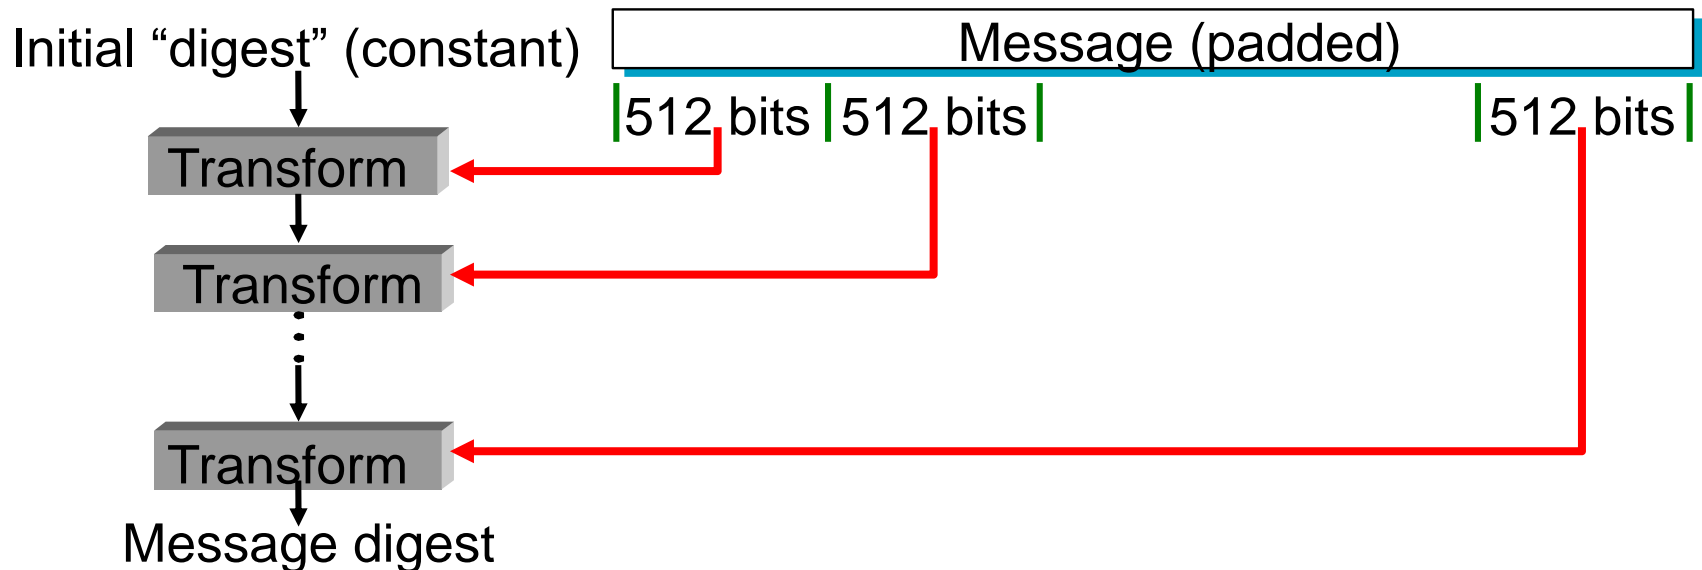 Initial “digest” (constant)
Message (padded)
512 bits
512 bits
512 bits
Transform
Transform
Transform
Message digest